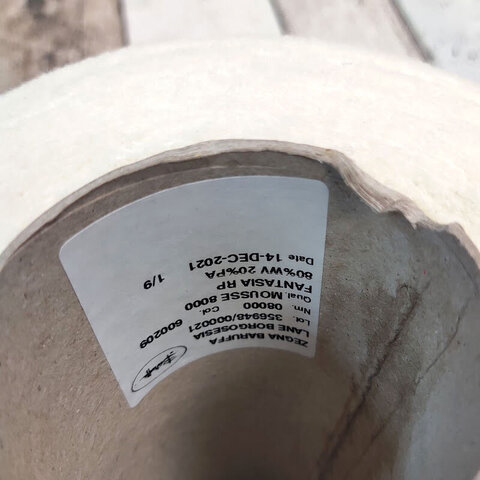 ZEGNA BARUFFA
LANE BORGOSESIA
Lot. 356948/000021
Nm. 08000 Col. 600209
Qual MOUSSE 8000
FANTASIA RP
80%WV 20%PA 1/9
Date 14-DEC-2021